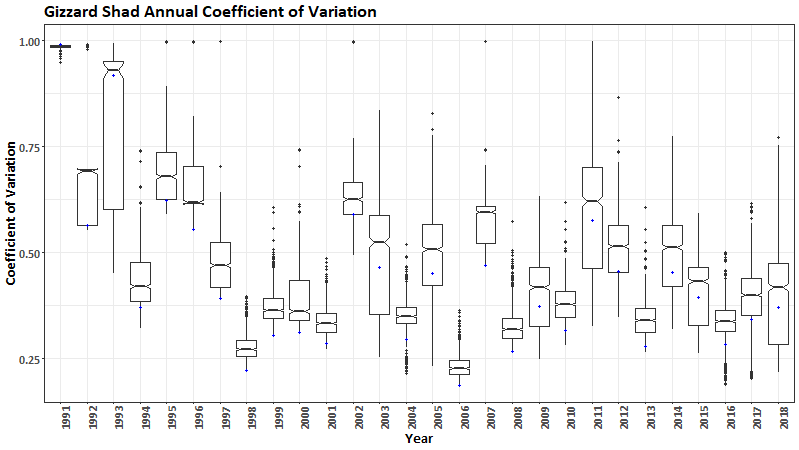 Gizzard Shad Annual Coefficient of Variation
Coefficient of Variation
1.00
0.75
0.50
0.25
1991 1992 1993 1994 1995 1996 1997 1998 1999 2000 2001 2002 2003 2004 2005 2006 2007 2008 2009 2010 2011 2012 2013 2014 2015 2016 2017 2018
Year